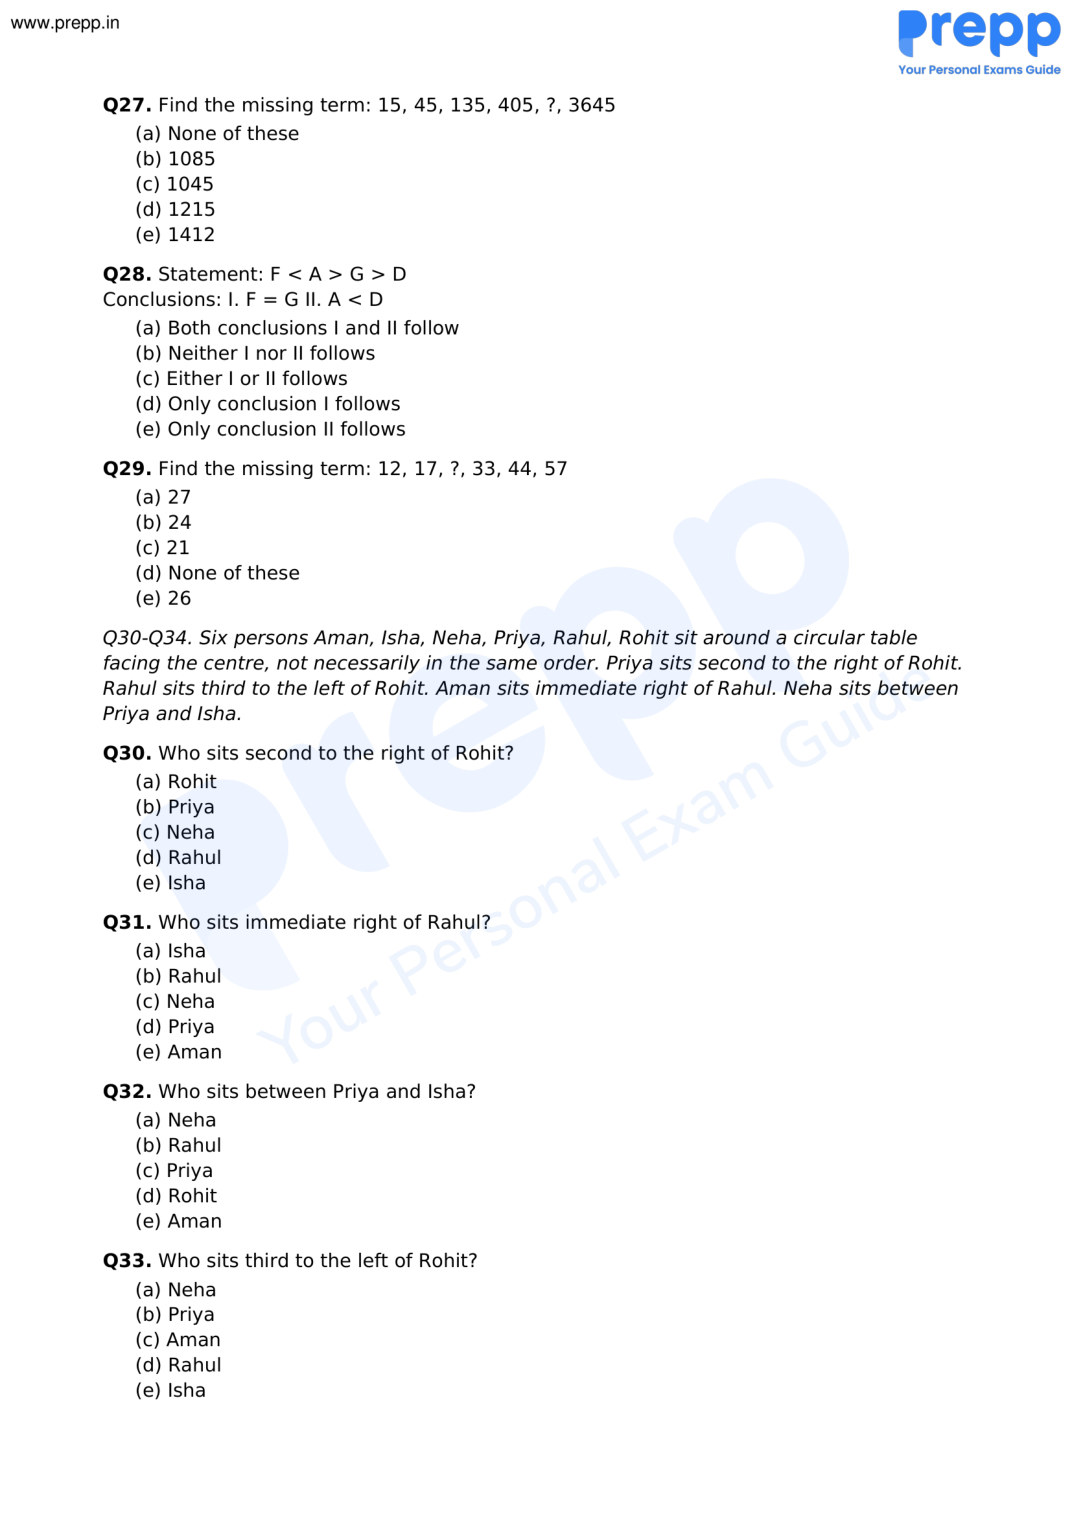 www.prepp.in
Prepp
Your Personal Exams Guide
Q27. Find the missing term: 15, 45, 135, 405, ?, 3645
(a) None of these
(b) 1085
(c) 1045
(d) 1215
(e) 1412
Q28. Statement: F < A > G > D
Conclusions: I. F = G II. A < D
(a) Both conclusions I and II follow
(b) Neither I nor II follows
(c) Either I or II follows
(d) Only conclusion I follows
(e) Only conclusion II follows
Q29. Find the missing term: 12, 17, ?, 33, 44, 57
(a) 27
(b) 24
(c) 21
(d) None of these
(e) 26
Q30-Q34. Six persons Aman, Isha, Neha, Priya, Rahul, Rohit sit around a circular table
facing the centre, not necessarily in the same order. Priya sits second to the right of Rohit.
Rahul sits third to the left of Rohit. Aman sits immediate right of Rahul. Neha sits between
Priya and Isha.
Q30. Who sits second to the right of Rohit?
(a) Rohit
(b) Priya
(c) Neha
(d) Rahul
(e) Isha
Q31. Who sits immediate right of Rahul?
(a) Isha
(b) Rahul
(c) Neha
(d) Priya
(e) Aman
Q32. Who sits between Priya and Isha?
(a) Neha
(b) Rahul
(c) Priya
(d) Rohit
(e) Aman
Q33. Who sits third to the left of Rohit?
(a) Neha
(b) Priya
(c) Aman
(d) Rahul
(e) Isha
Prepp
Your Personal Exam Guide